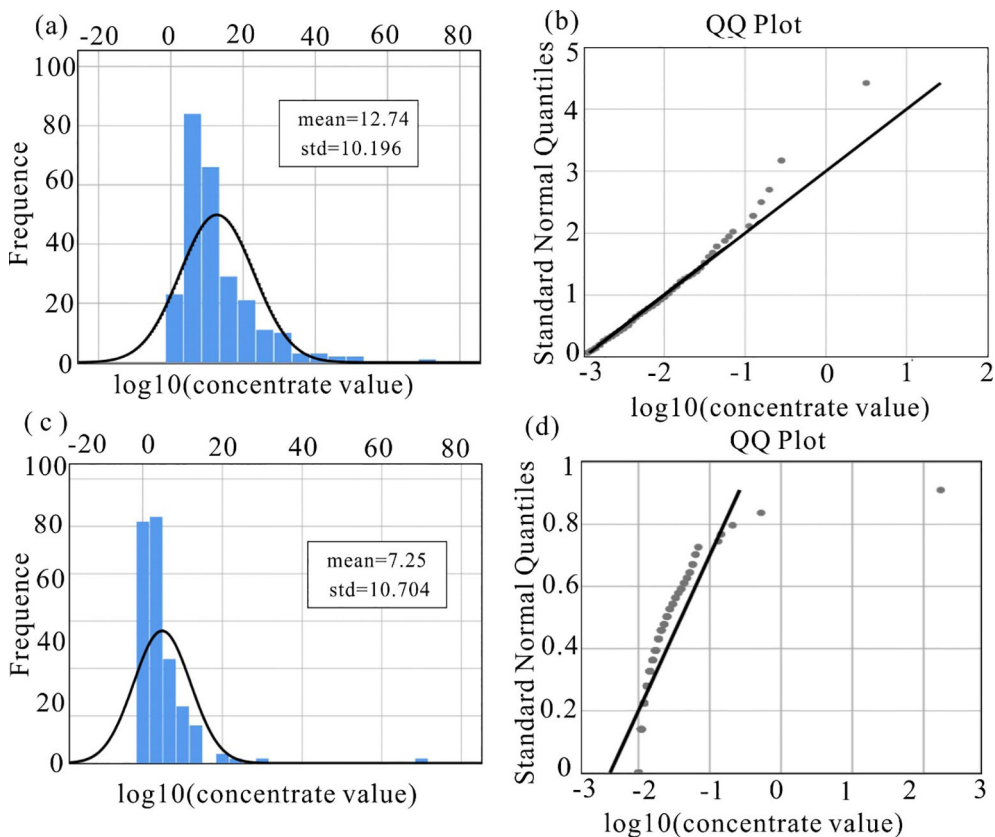 (a)
-20 0 20 40 60 80
100
80
60
40
20
0
Frequence
mean=12.74
std=10.196
log10(concentrate value)
(b)
QQ Plot
5
4
3
2
1
0
Standard Normal Quantiles
-3 -2 -1 0 1 2
log10(concentrate value)
(c)
-20 0 20 40 60 80
100
80
60
40
20
0
Frequence
mean=7.25
std=10.704
log10(concentrate value)
(d)
QQ Plot
1
0.8
0.6
0.4
0.2
0
Standard Normal Quantiles
-3 -2 -1 0 1 2 3
log10(concentrate value)